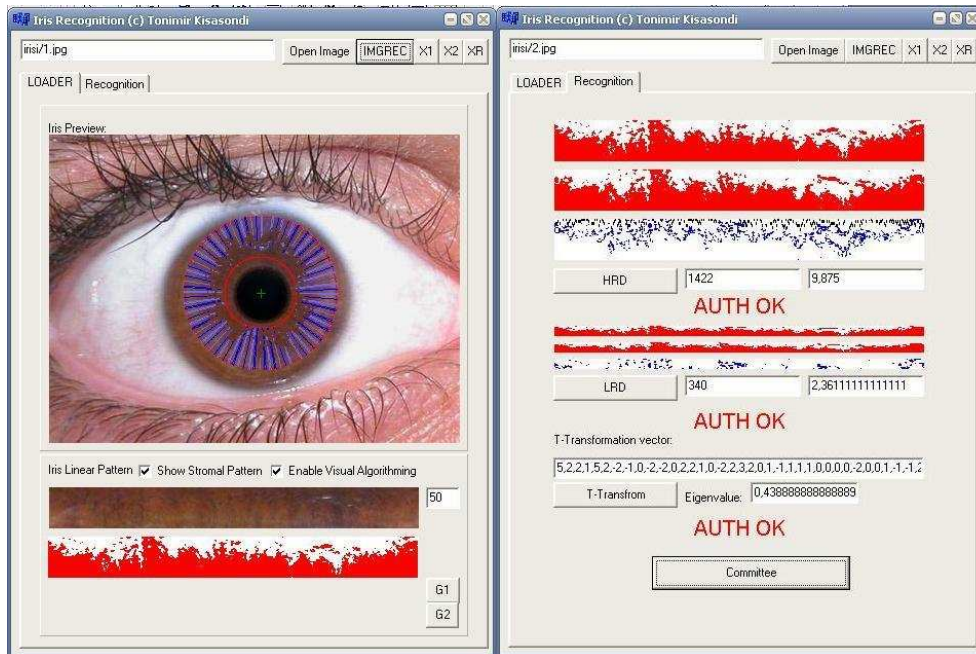 Iris Recognition (c) Tonimir Kisasondi
irisi/1.jpg
Open Image IMGREC X1 X2 XR
LOADER Recognition
Iris Preview:
Iris Linear Pattern Show Stromal Pattern Enable Visual Algorithming
50
G1
G2
Iris Recognition (c) Tonimir Kisasondi
irisi/2.jpg
Open Image IMGREC X1 X2 XR
LOADER Recognition
HRD 1422 9,875
AUTH OK
LRD 340 2,36111111111111
AUTH OK
T-Transformation vector:
5,2,2,1,5,2,-2,-1,0,-2,-2,0,2,2,1,0,-2,2,3,2,0,1,-1,1,1,1,0,0,0,0,-2,0,0,1,-1,-1,2
T-Transfrom Eigenvalue: 0,438888888888889
AUTH OK
Committee